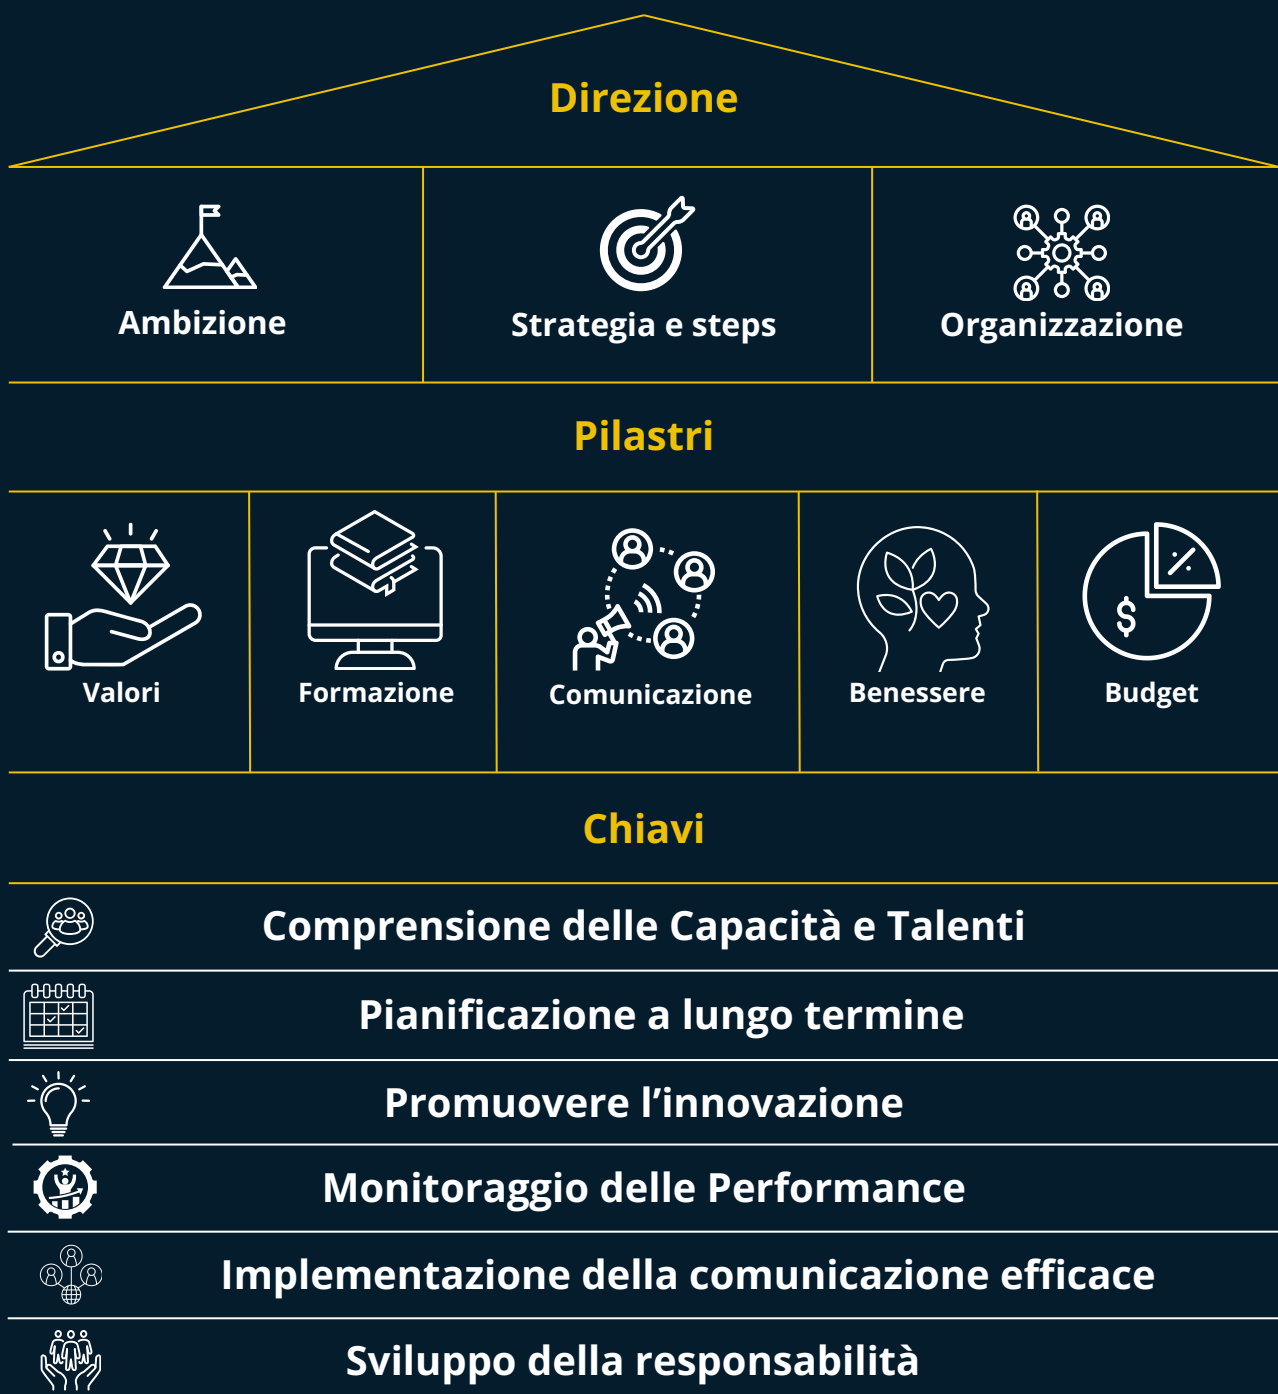 Direzione
Ambizione
Strategia e steps
Organizzazione
Pilastri
Valori
Formazione
Comunicazione
Benessere
Budget
Chiavi
Comprensione delle Capacità e Talenti
Pianificazione a lungo termine
Promuovere l’innovazione
Monitoraggio delle Performance
Implementazione della comunicazione efficace
Sviluppo della responsabilità